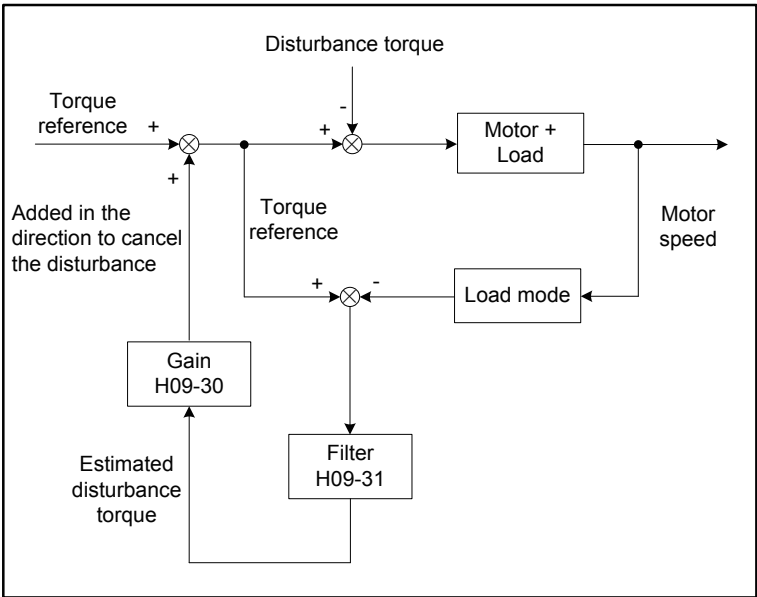 Disturbance torque
-
Torque
reference
+
+
Motor +
Load
+
Added in the
direction to cancel
the disturbance
Torque
reference
Motor
speed
+
-
Load mode
Gain
H09-30
Filter
H09-31
Estimated
disturbance
torque